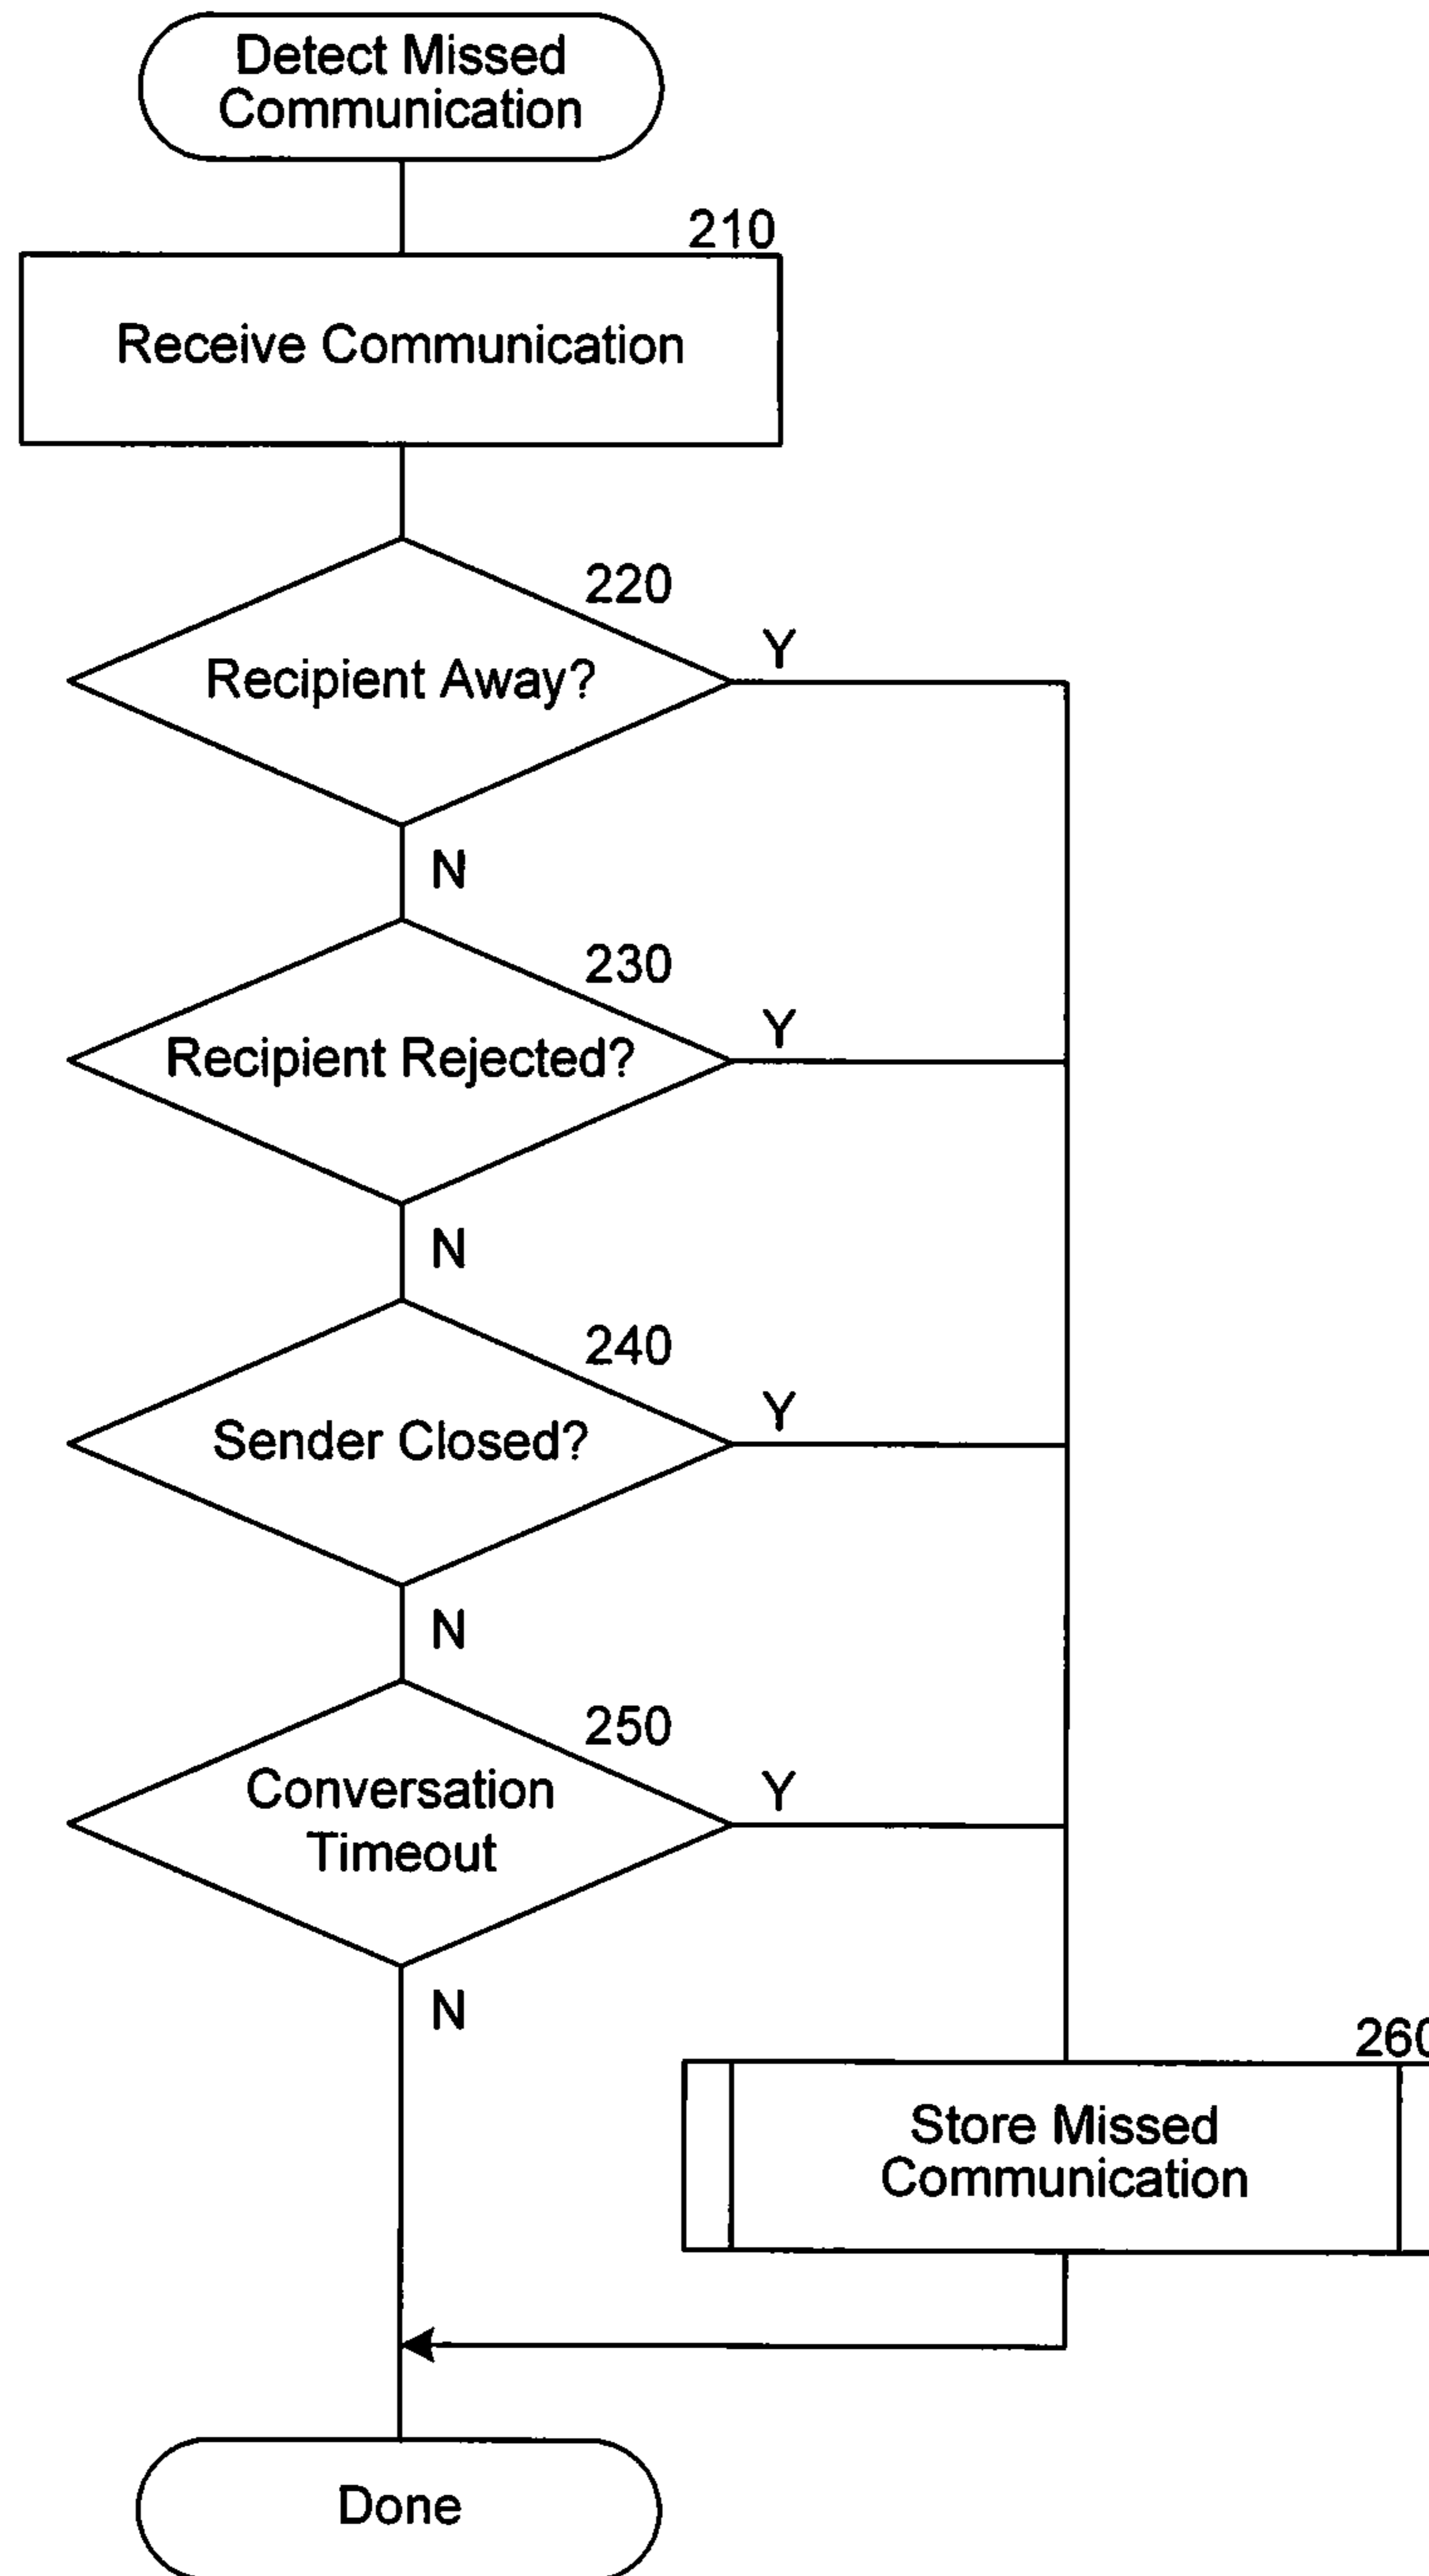 Detect Missed
Communication
210
Receive Communication
220
Recipient Away?
Y
N
230
Recipient Rejected?
Y
N
240
Sender Closed?
Y
N
250
Conversation
Timeout
Y
N
260
Store Missed
Communication
Done